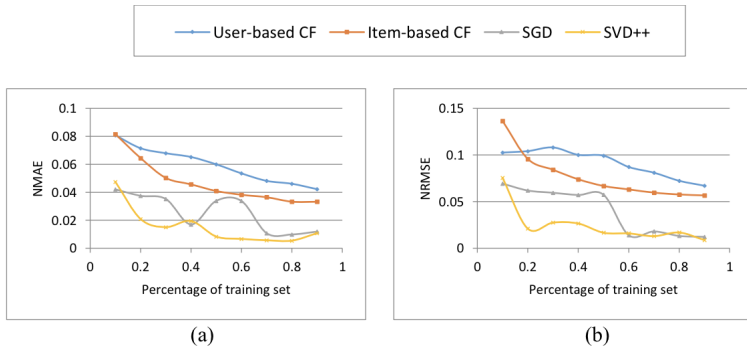 User-based CF Item-based CF SGD SVD++
NMAE
0.1
0.08
0.06
0.04
0.02
0
0 0.2 0.4 0.6 0.8 1
Percentage of training set
(a)
NRMSE
0.15
0.1
0.05
0
0 0.2 0.4 0.6 0.8 1
Percentage of training set
(b)